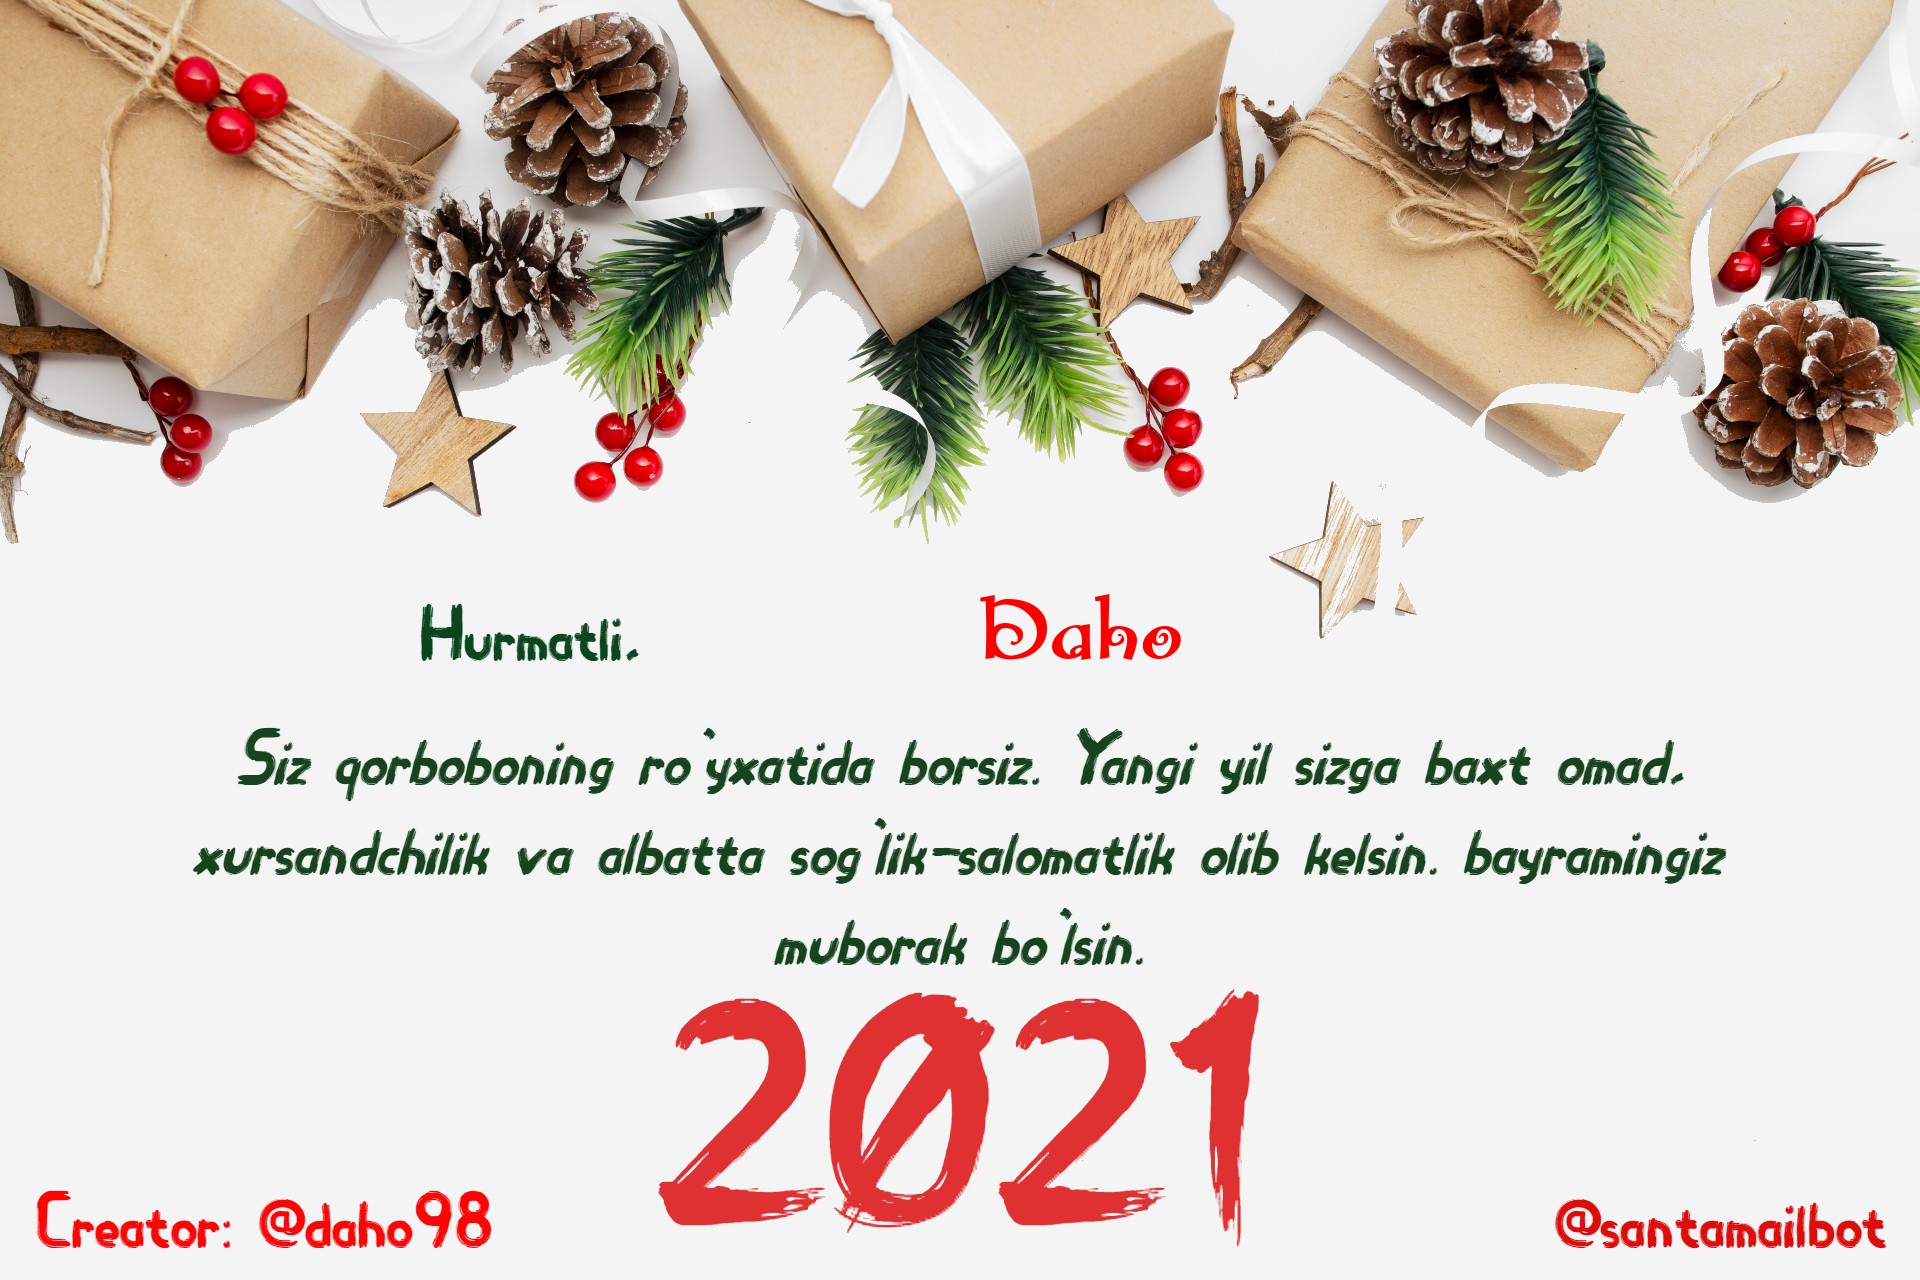 Hurmatli, Daho
Siz qorboboning ro`yxatida borsiz. Yangi yil sizga baxt omad,
xursandchilik va albatta sog`lik-salomatlik olib kelsin. bayramingiz
muborak bo`lsin.
2021
Creator: @daho98 @santamailbot